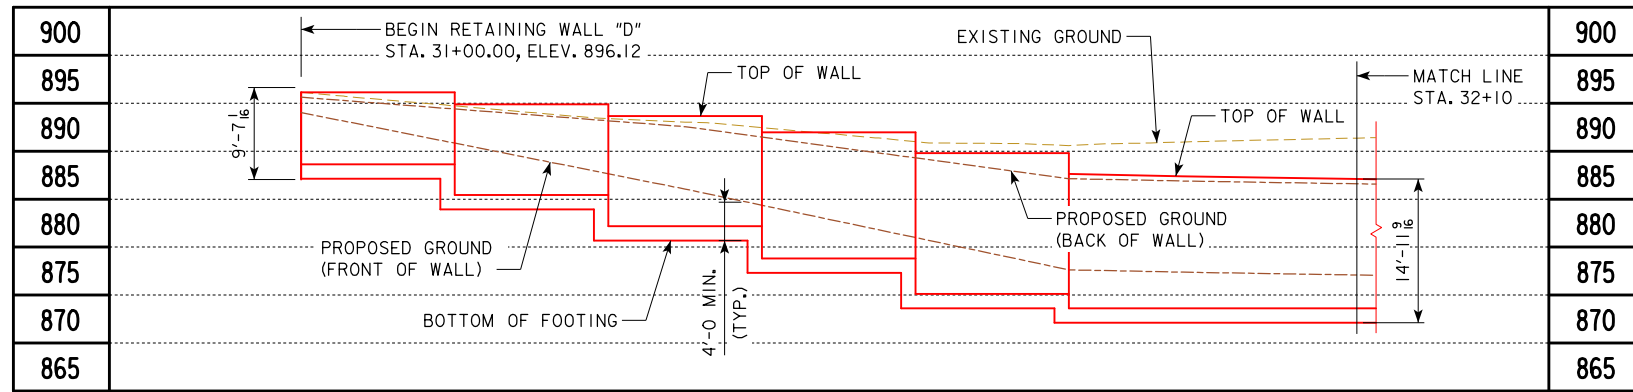 900
895
890
885
880
875
870
865
BEGIN RETAINING WALL "D"
STA. 31+00.00, ELEV. 896.12
TOP OF WALL
EXISTING GROUND
MATCH LINE
STA. 32+10
TOP OF WALL
9'-7 1/16
PROPOSED GROUND
(FRONT OF WALL)
BOTTOM OF FOOTING
4'-0 MIN.
(TYP.)
PROPOSED GROUND
(BACK OF WALL)
14'-11 9/16
900
895
890
885
880
875
870
865